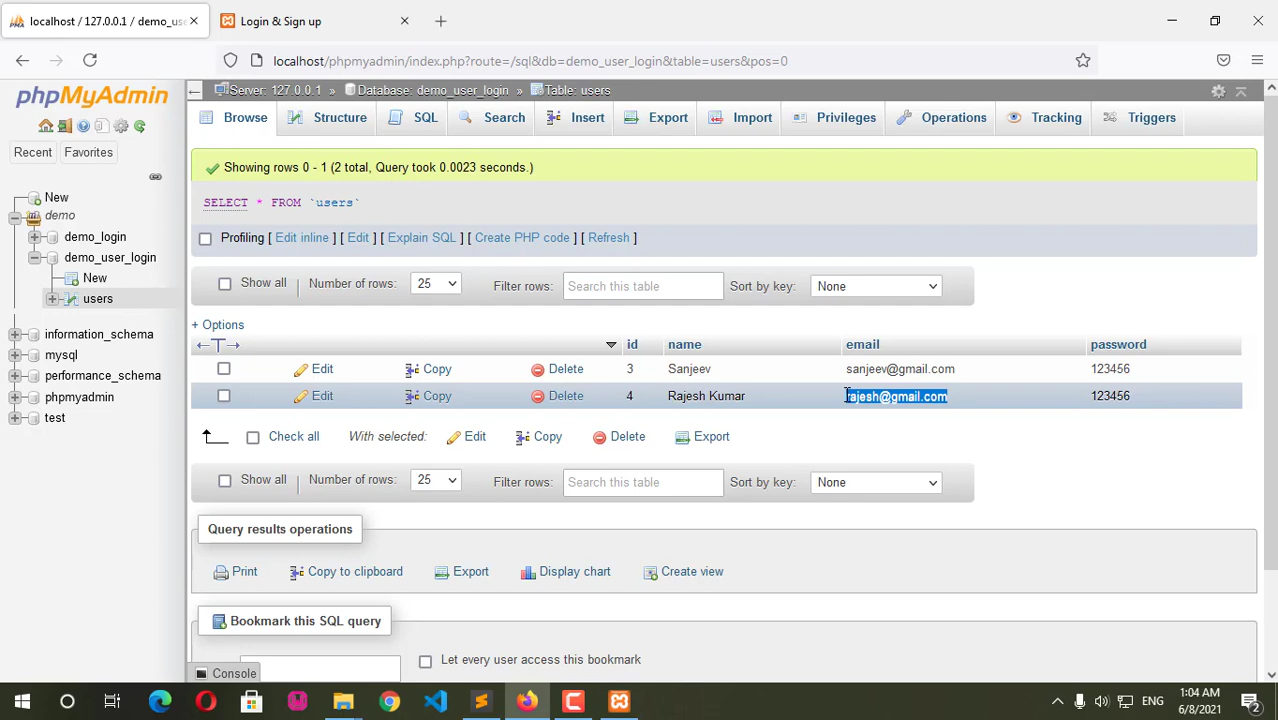 localhost / 127.0.0.1 / demo_us
Login & Sign up
localhost/phpmyadmin/index.php?route=/sql&db=demo_user_login&table=users&pos=0
phpMyAdmin
Server: 127.0.0.1 » Database: demo_user_login » Table: users
Browse Structure SQL Search Insert Export Import Privileges Operations Tracking Triggers
Recent Favorites
New
demo
demo_login
demo_user_login
New
users
information_schema
mysql
performance_schema
phpmyadmin
test
Showing rows 0 - 1 (2 total, Query took 0.0023 seconds.)
SELECT * FROM `users`
Profiling [ Edit inline ] [ Edit ] [ Explain SQL ] [ Create PHP code ] [ Refresh ]
Show all Number of rows: 25 Filter rows: Search this table Sort by key: None
+ Options
id name email password
Edit Copy Delete 3 Sanjeev sanjeev@gmail.com 123456
Edit Copy Delete 4 Rajesh Kumar rajesh@gmail.com 123456
Check all With selected: Edit Copy Delete Export
Show all Number of rows: 25 Filter rows: Search this table Sort by key: None
Query results operations
Print Copy to clipboard Export Display chart Create view
Bookmark this SQL query
Let every user access this bookmark
Console
ENG
1:04 AM
6/8/2021
2